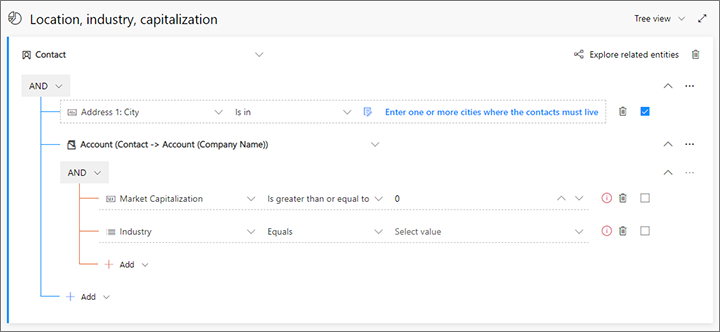 Location, industry, capitalization Tree view
Contact Explore related entities
AND
Address 1: City Is in Enter one or more cities where the contacts must live
Account (Contact -> Account (Company Name))
AND
Market Capitalization Is greater than or equal to 0
Industry Equals Select value
Add
Add